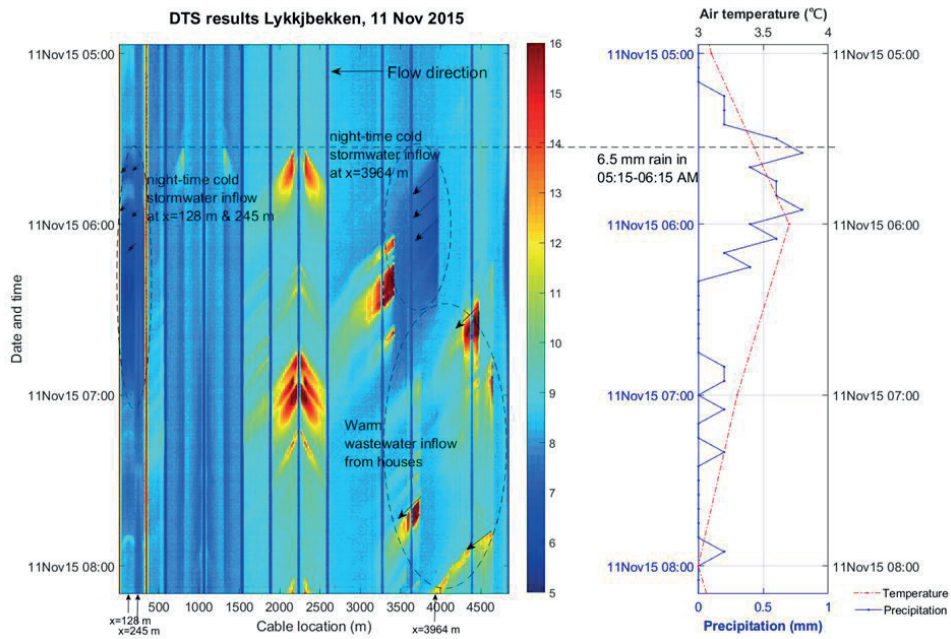 DTS results Lykkjbekken, 11 Nov 2015
Air temperature (℃)
3 3.5 4
11Nov15 05:00
11Nov15 06:00
11Nov15 07:00
11Nov15 08:00
Date and time
Flow direction
night-time cold
stormwater inflow
at x=3964 m
night-time cold
stormwater inflow
at x=128 m & 245 m
Warm
wastewater inflow
from houses
500 1000 1500 2000 2500 3000 3500 4000 4500
x=128 m
x=245 m
Cable location (m)
x=3964 m
16
15
14
13
12
11
10
9
8
7
6
5
11Nov15 05:00
11Nov15 06:00
11Nov15 07:00
11Nov15 08:00
6.5 mm rain in
05:15-06:15 AM
11Nov15 05:00
11Nov15 06:00
11Nov15 07:00
11Nov15 08:00
0 0.5 1
Precipitation (mm)
Temperature
Precipitation